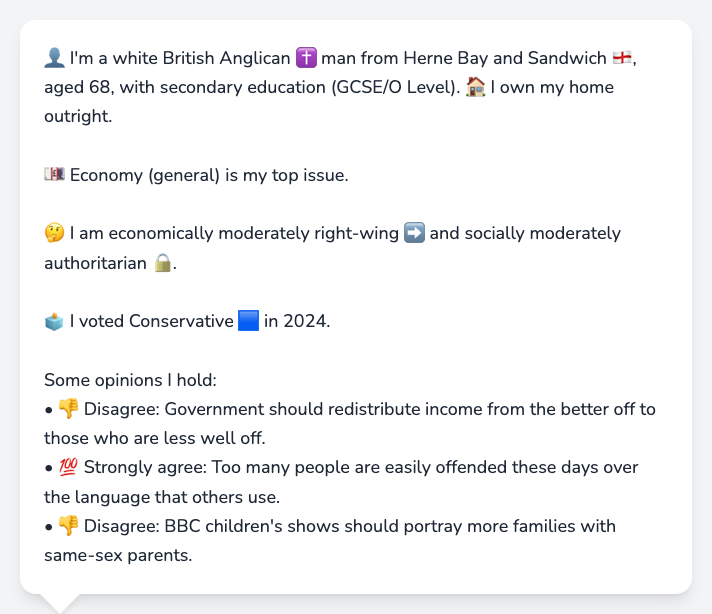 👤 I'm a white British Anglican ✝️ man from Herne Bay and Sandwich 🏴󠁧󠁢󠁥󠁮󠁧󠁿,
aged 68, with secondary education (GCSE/O Level). 🏠 I own my home
outright.
💷 Economy (general) is my top issue.
🤔 I am economically moderately right-wing ➡️ and socially moderately
authoritarian 🔒.
🗳️ I voted Conservative 🟦 in 2024.
Some opinions I hold:
• 👎 Disagree: Government should redistribute income from the better off to
those who are less well off.
• 💯 Strongly agree: Too many people are easily offended these days over
the language that others use.
• 👎 Disagree: BBC children's shows should portray more families with
same-sex parents.